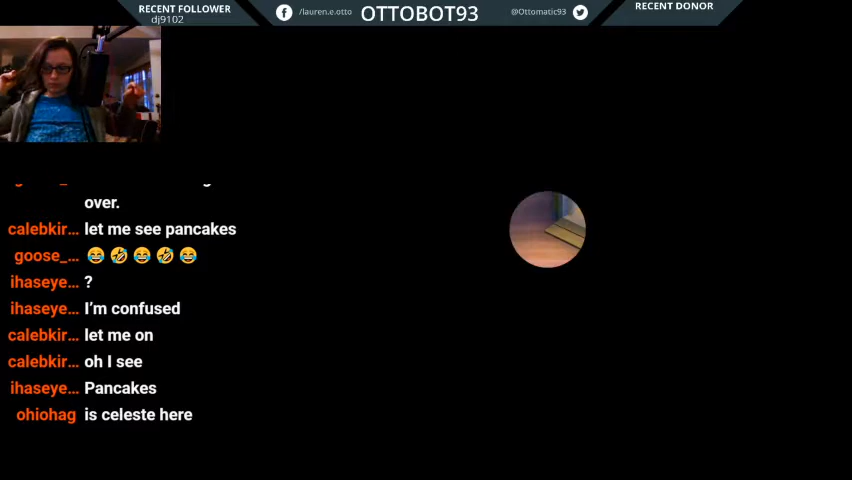 RECENT FOLLOWER
dj9102
/lauren.e.otto
OTTOBOT93
@Ottomatic93
RECENT DONOR
over.
calebkir... let me see pancakes
goose_... 😂 🤣 😂 🤣 😂
ihaseye... ?
ihaseye... I'm confused
calebkir... let me on
calebkir... oh I see
ihaseye... Pancakes
ohiohag is celeste here